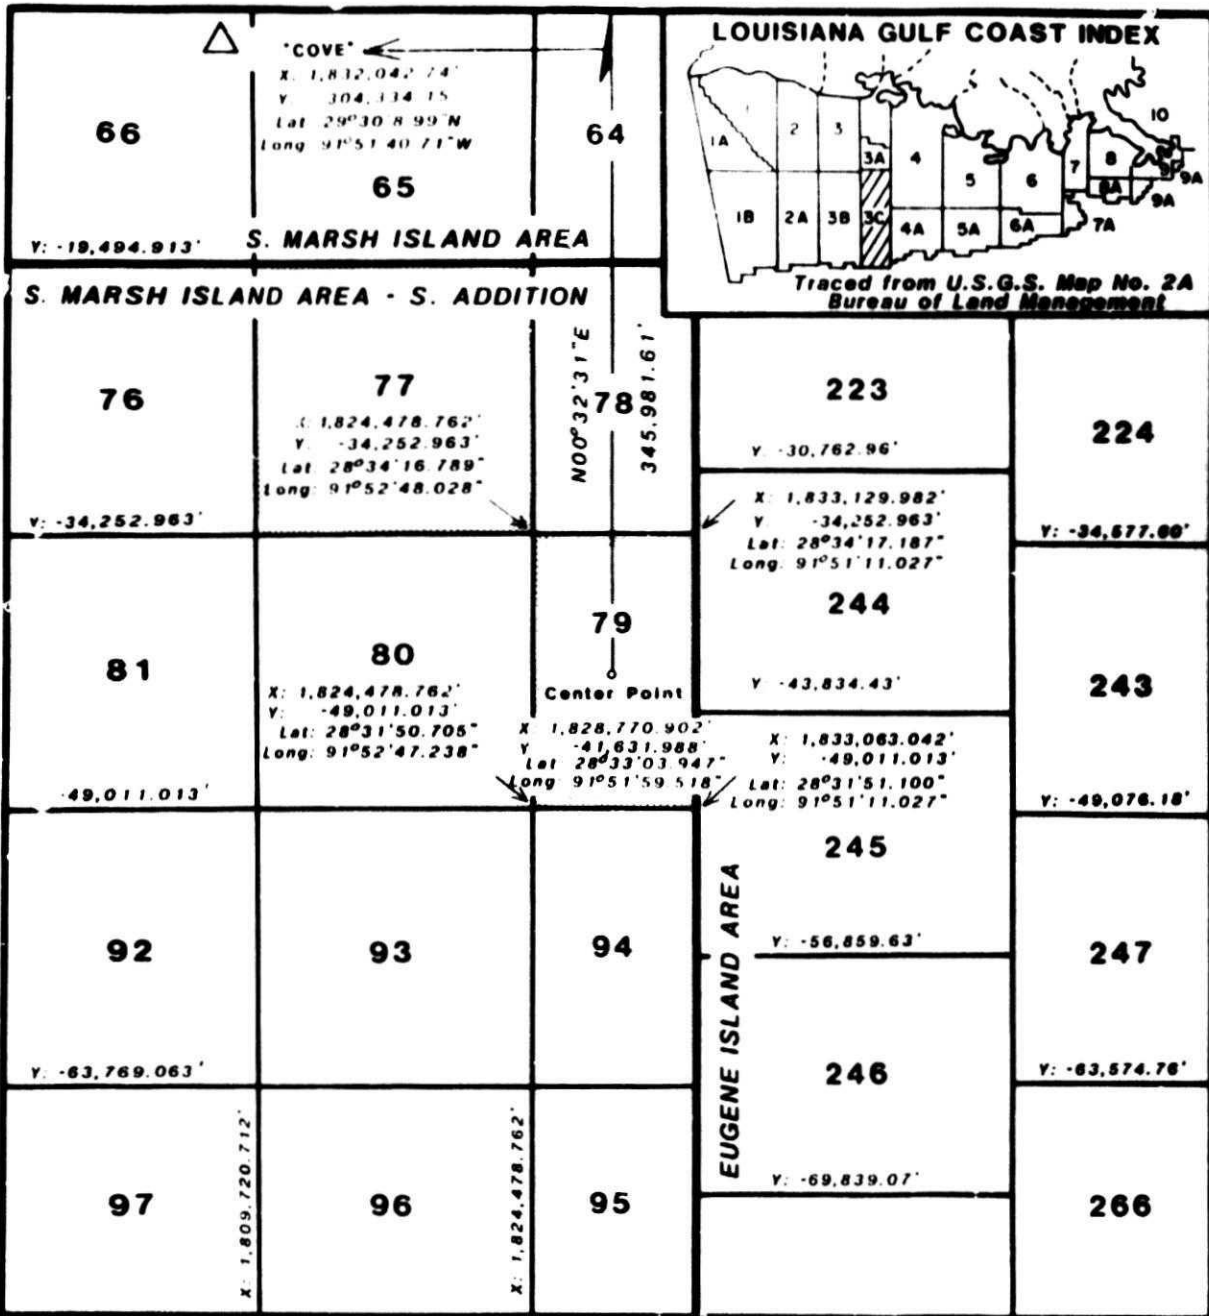 "COVE"
X: 1,832,042.74'
Y 304,334.15
Lat 29°30'8.99"N
Long 91°51'40.71"W
66
65
64
Y: -19,494.913'
S. MARSH ISLAND AREA
LOUISIANA GULF COAST INDEX
1
1A
1B
2
2A
3
3A
3B
3C
4
4A
5
5A
6
6A
7
7A
8
8A
9
9A
9A
10
Traced from U.S.G.S. Map No. 2A
Bureau of Land Management
S. MARSH ISLAND AREA - S. ADDITION
76
77
X: 1,824,478.762'
Y -34,252.963'
Lat: 28°34'16.789"
Long: 91°52'48.028"
N00°32'31"E
78
345,981.61'
Y: -34,252.963'
223
Y -30,762.96'
224
Y: -34,577.60'
X: 1,833,129.982'
Y -34,252.963'
Lat: 28°34'17.187"
Long: 91°51'11.027"
244
Y -43,834.43'
81
80
X: 1,824,478.762'
Y: -49,011.013'
Lat: 28°31'50.705"
Long: 91°52'47.238"
79
Center Point
X: 1,828,770.902'
Y -41,631.988'
Lat 28°33'03.947"
Long 91°51'59.518"
X: 1,833,063.042'
Y: -49,011.013'
Lat: 28°31'51.100"
Long: 91°51'11.027"
243
Y: -49,076.18'
-49,011.013'
245
Y: -56,859.63'
92
93
94
EUGENE ISLAND AREA
247
Y: -63,769.063'
246
Y: -63,574.76'
Y: -69,839.07'
97
X: 1,809,720.712'
96
X: 1,824,478.762'
95
266